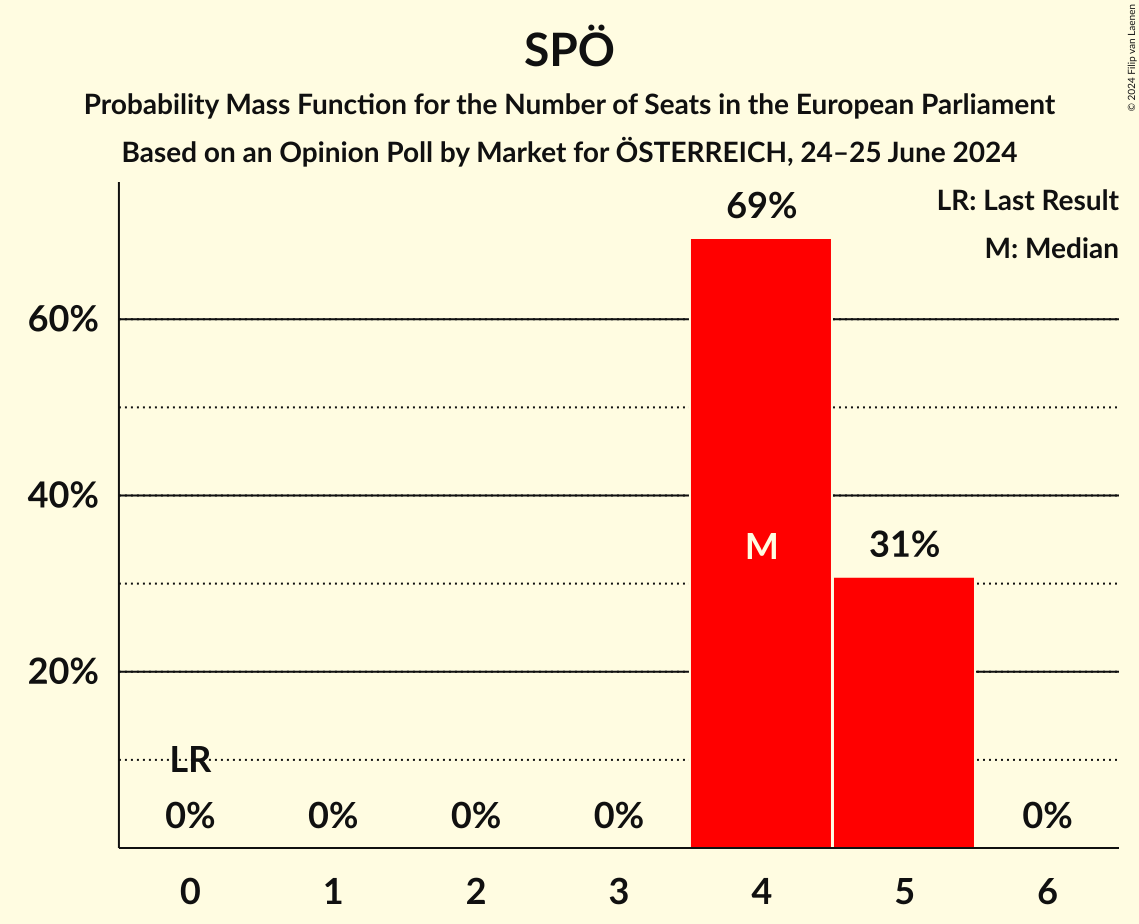 SPÖ
Probability Mass Function for the Number of Seats in the European Parliament
Based on an Opinion Poll by Market for ÖSTERREICH, 24–25 June 2024
© 2024 Filip van Laenen
LR: Last Result
M: Median
69%
60%
40%
31%
M
20%
LR
0% 0% 0% 0% 0%
0 1 2 3 4 5 6